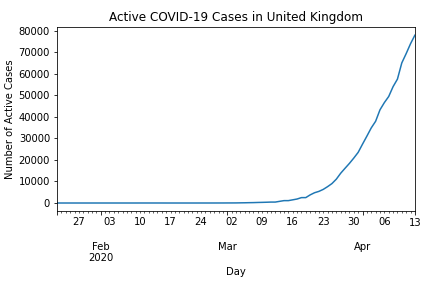 Active COVID-19 Cases in United Kingdom
Number of Active Cases
80000
70000
60000
50000
40000
30000
20000
10000
0
27 03 10 17 24 02 09 16 23 30 06 13
Feb Mar Apr
2020
Day